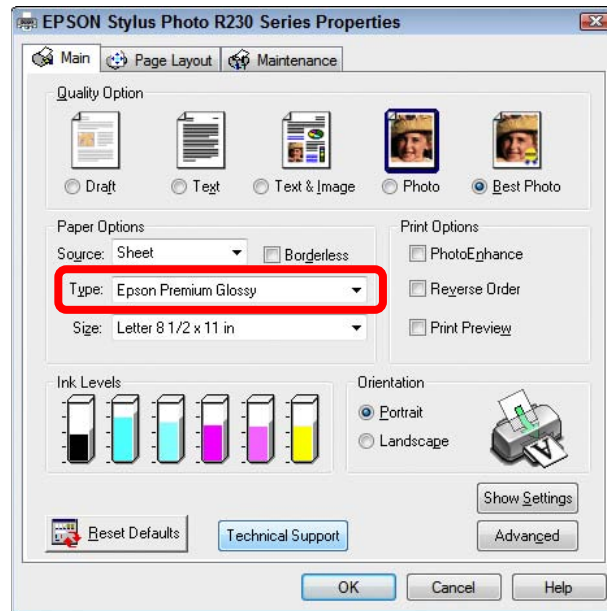 EPSON Stylus Photo R230 Series Properties
Main Page Layout Maintenance
Quality Option
Draft Text Text & Image Photo Best Photo
Paper Options
Source: Sheet Borderless
Type: Epson Premium Glossy
Size: Letter 8 1/2 x 11 in
Print Options
PhotoEnhance
Reverse Order
Print Preview
Ink Levels
Orientation
Portrait
Landscape
A
Show Settings
Reset Defaults Technical Support Advanced
OK Cancel Help